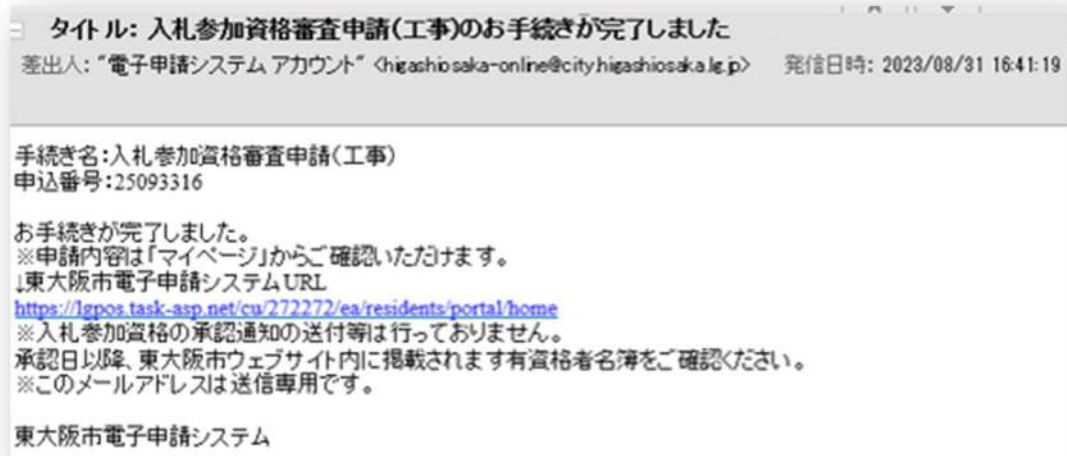 タイトル: 入札参加資格審査申請(工事)のお手続きが完了しました
差出人: "電子申請システム アカウント" <higashiosaka-online@city.higashiosaka.lg.jp> 発信日時: 2023/08/31 16:41:19
手続き名:入札参加資格審査申請(工事)
申込番号:25093316
お手続きが完了しました。
※申請内容は「マイページ」からご確認いただけます。
↓東大阪市電子申請システムURL
https://lgpos.task-asp.net/cu/272272/ea/residents/portal/home
※入札参加資格の承認通知の送付等は行っておりません。
承認日以降、東大阪市ウェブサイト内に掲載されます有資格者名簿をご確認ください。
※このメールアドレスは送信専用です。
東大阪市電子申請システム